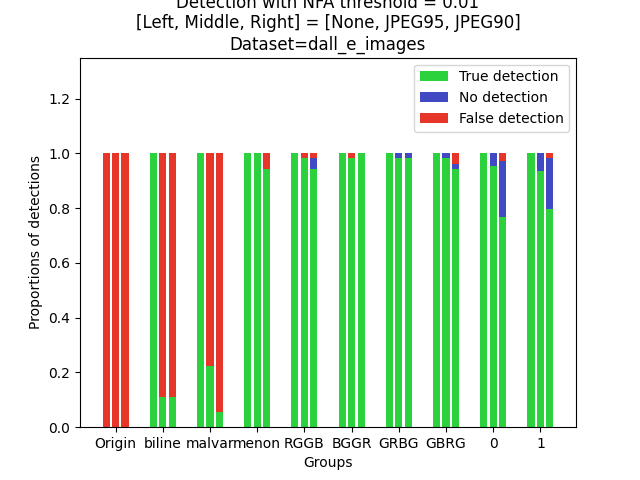 Detection with NFA threshold = 0.01
[Left, Middle, Right] = [None, JPEG95, JPEG90]
Dataset=dall_e_images
True detection
No detection
False detection
1.2
1.0
0.8
0.6
0.4
0.2
0.0
Proportions of detections
Origin biline malvar menon RGGB BGGR GRBG GBRG 0 1
Groups